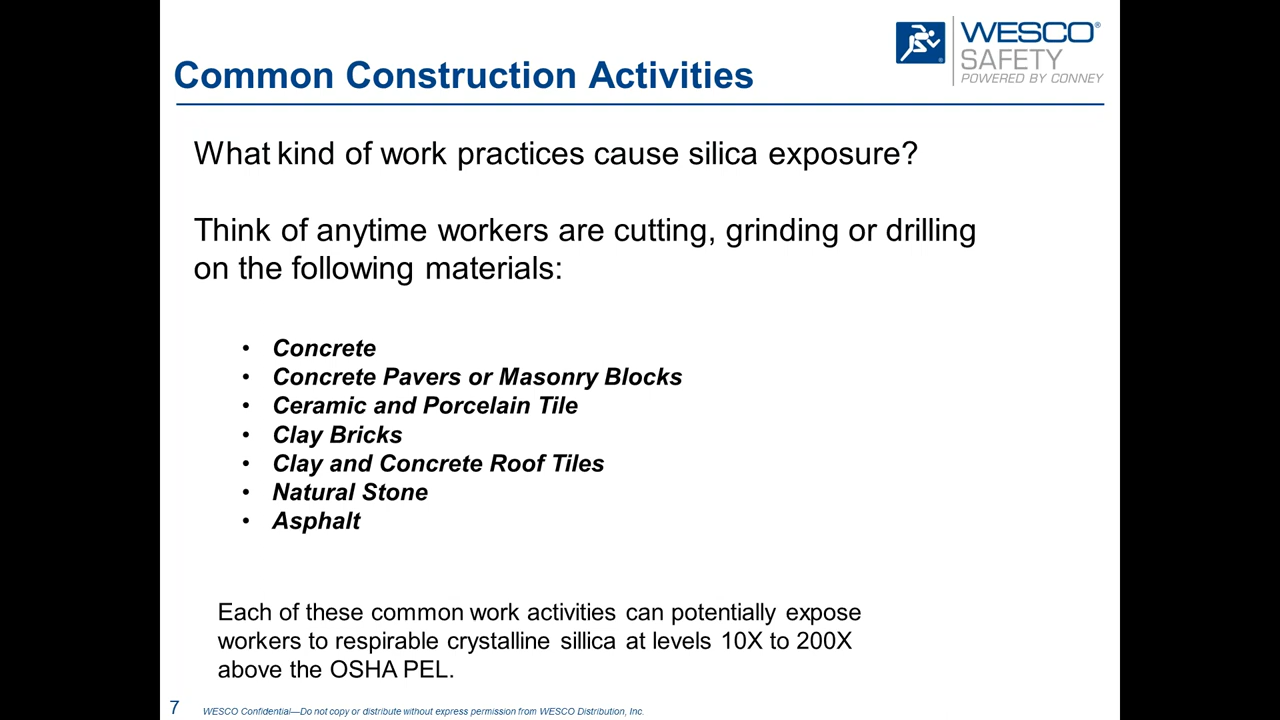 WESCO®
SAFETY
POWERED BY CONNEY
Common Construction Activities
What kind of work practices cause silica exposure?
Think of anytime workers are cutting, grinding or drilling
on the following materials:
• Concrete
• Concrete Pavers or Masonry Blocks
• Ceramic and Porcelain Tile
• Clay Bricks
• Clay and Concrete Roof Tiles
• Natural Stone
• Asphalt
Each of these common work activities can potentially expose
workers to respirable crystalline sillica at levels 10X to 200X
above the OSHA PEL.
7 WESCO Confidential—Do not copy or distribute without express permission from WESCO Distribution, Inc.